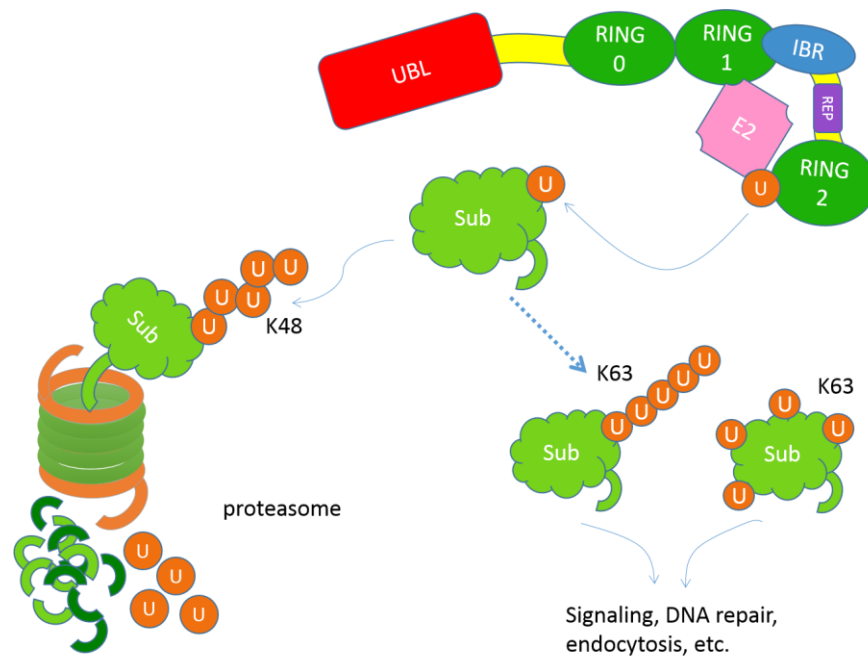 UBL
RING
0
RING
1
IBR
REP
E2
U
RING
2
U
Sub
U
U
U
U
U
K48
Sub
K63
U
U
U
U
U
Sub
K63
U
U
U
U
Sub
proteasome
U
U
U
U
U
Signaling, DNA repair,
endocytosis, etc.